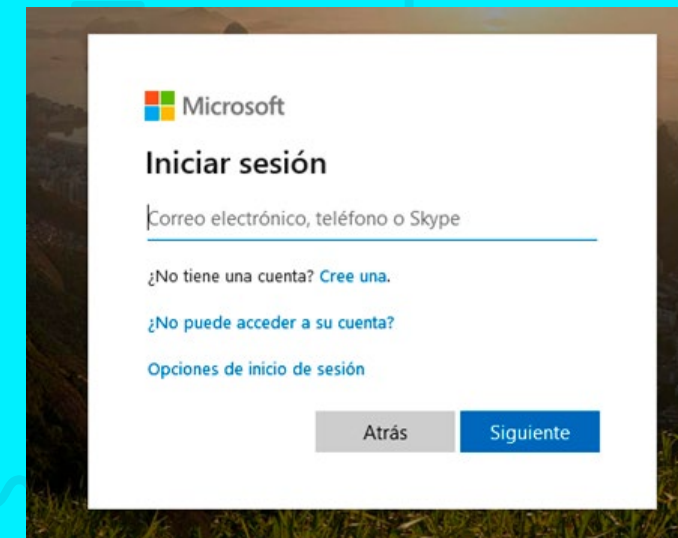 Microsoft
Iniciar sesión
Correo electrónico, teléfono o Skype
¿No tiene una cuenta? Cree una.
¿No puede acceder a su cuenta?
Opciones de inicio de sesión
Atrás Siguiente